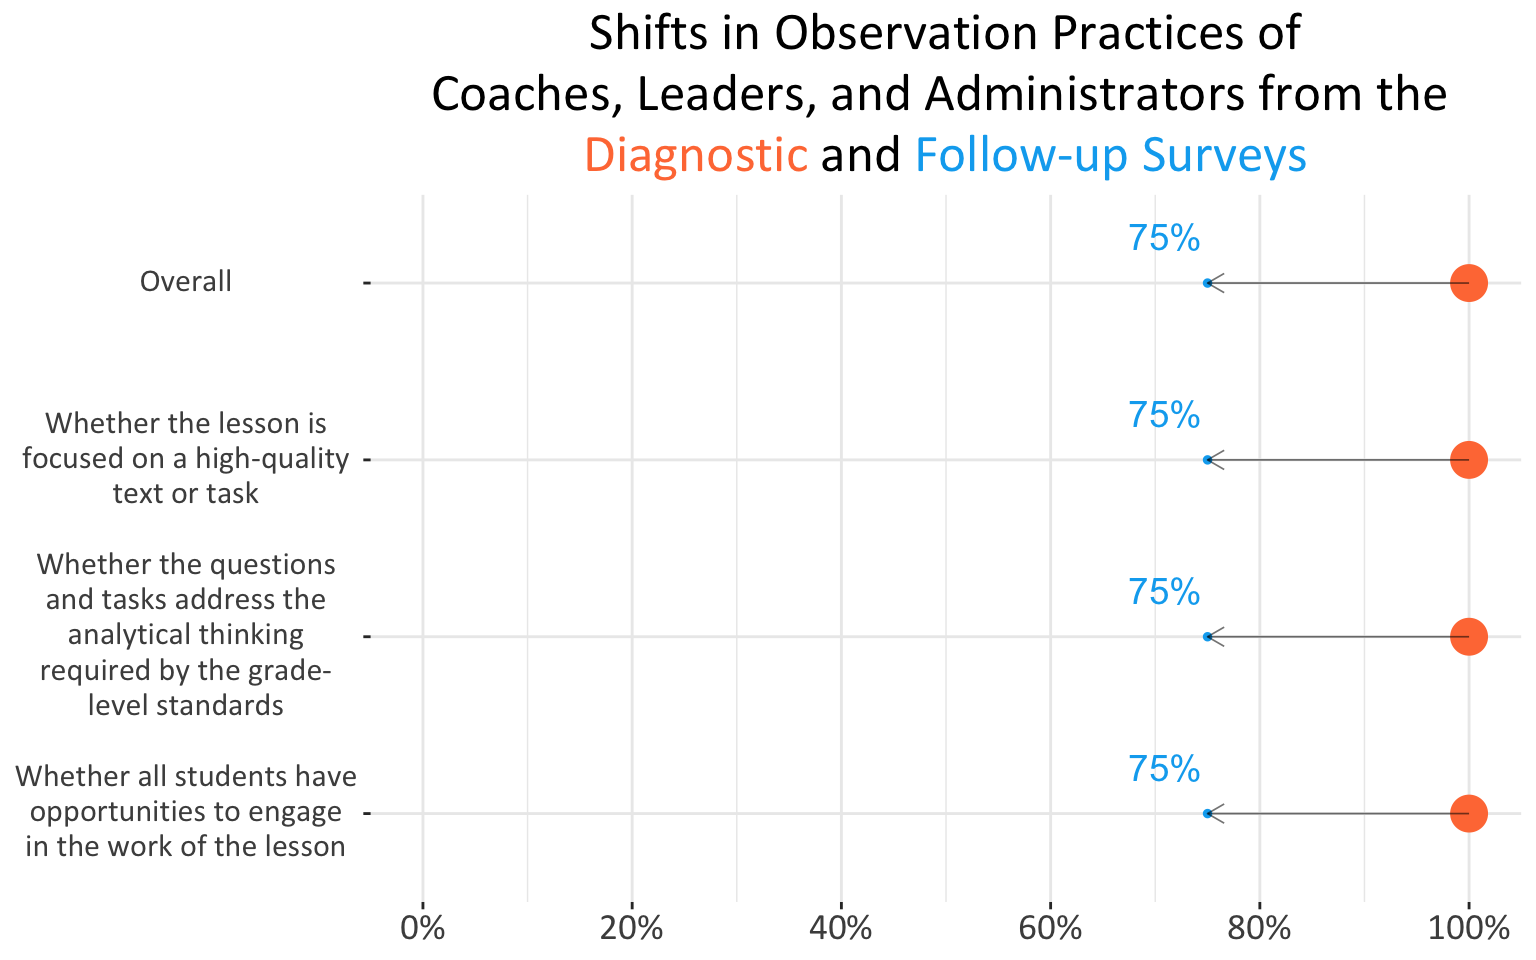 Shifts in Observation Practices of
Coaches, Leaders, and Administrators from the
Diagnostic and Follow-up Surveys
75%
Overall
75%
Whether the lesson is
focused on a high-quality
text or task
75%
Whether the questions
and tasks address the
analytical thinking
required by the grade-
level standards
75%
Whether all students have
opportunities to engage
in the work of the lesson
0% 20% 40% 60% 80% 100%